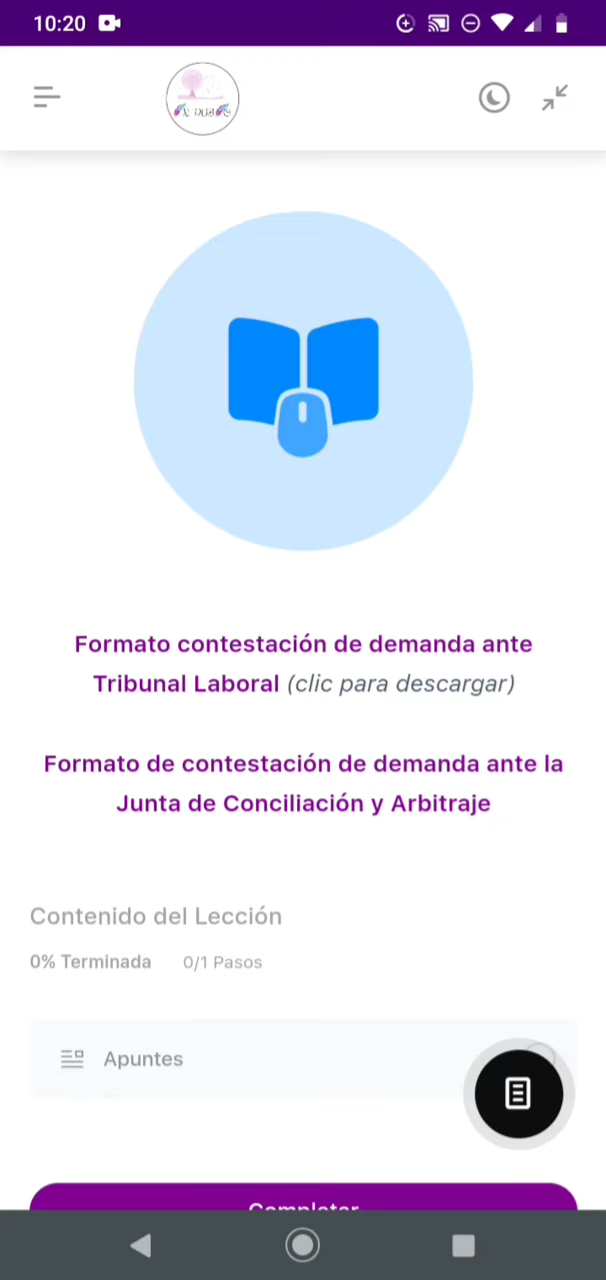 10:20
Formato contestación de demanda ante
Tribunal Laboral (clic para descargar)
Formato de contestación de demanda ante la
Junta de Conciliación y Arbitraje
Contenido del Lección
0% Terminada 0/1 Pasos
Apuntes
Completar